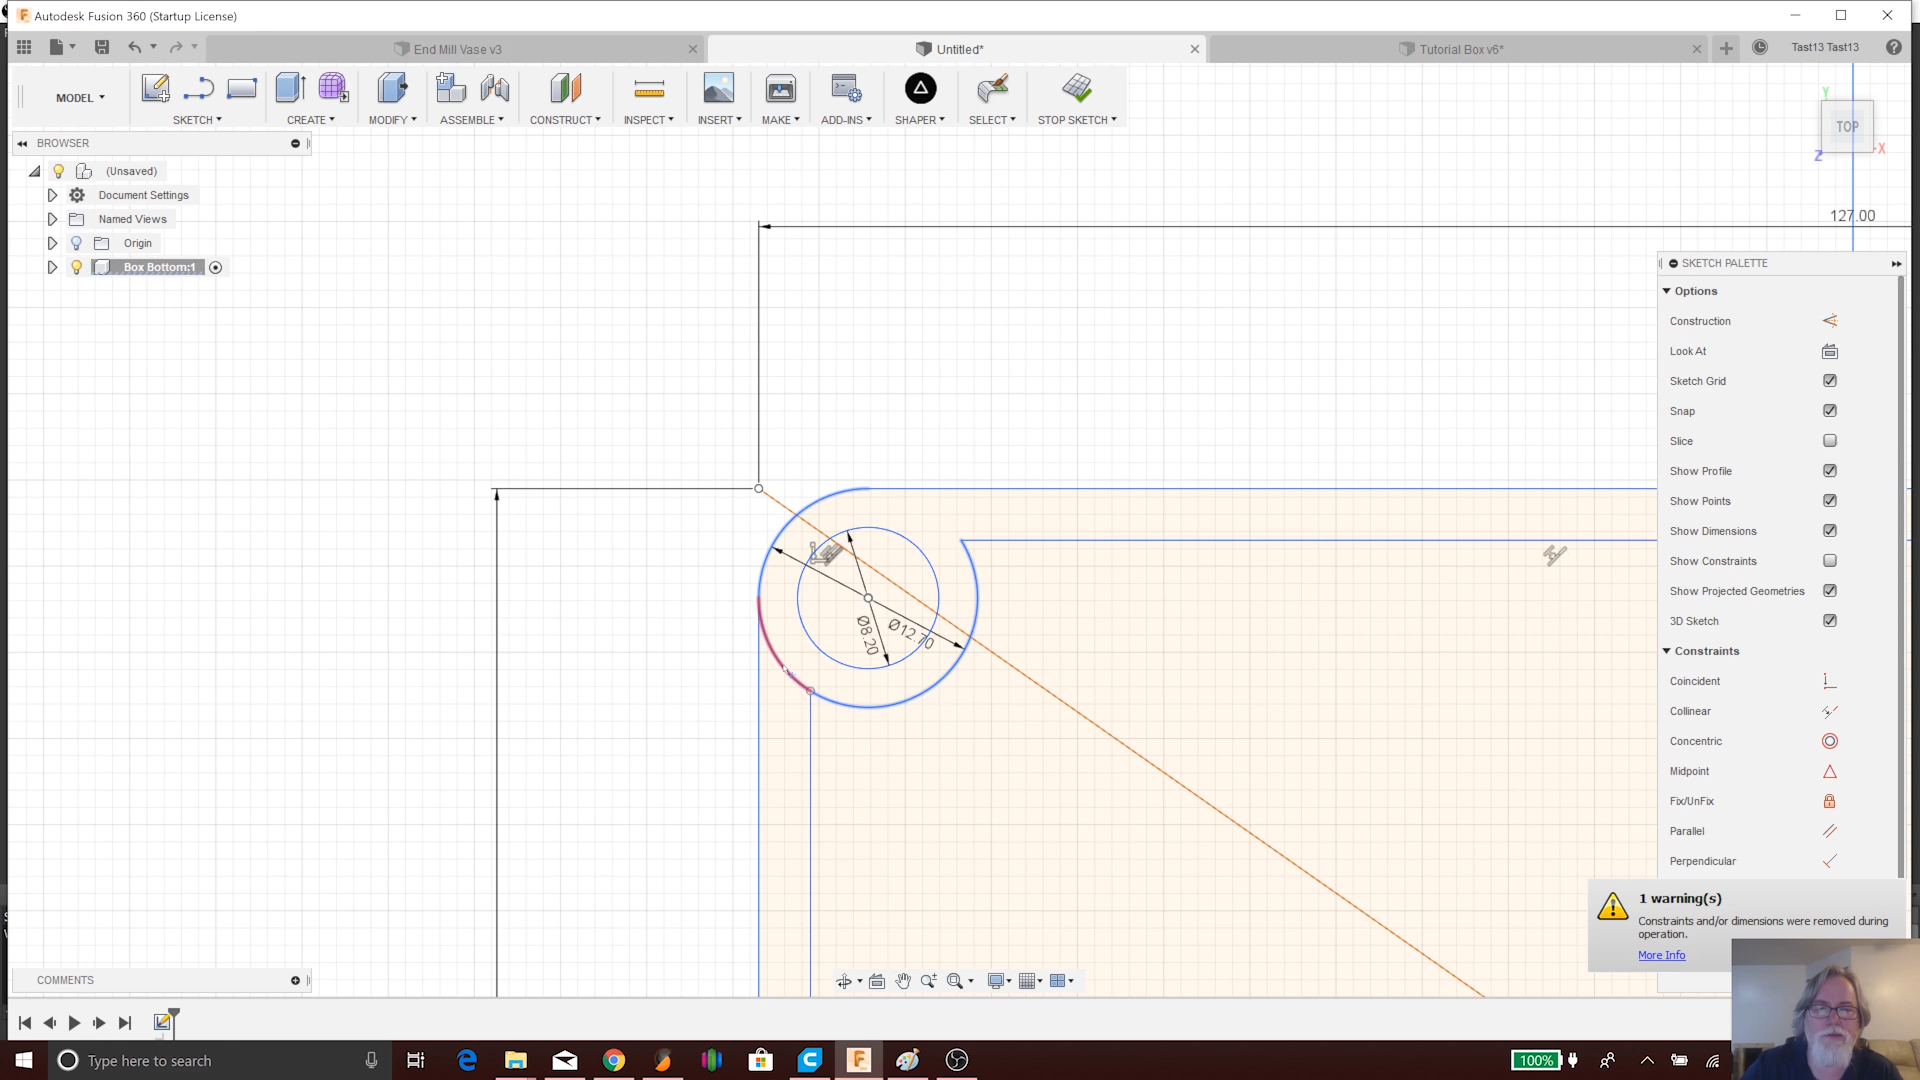 Autodesk Fusion 360 (Startup License)
End Mill Vase v3
Untitled*
Tutorial Box v6*
Tast13 Tast13
MODEL
SKETCH
CREATE
MODIFY
ASSEMBLE
CONSTRUCT
INSPECT
INSERT
MAKE
ADD-INS
SHAPER
SELECT
STOP SKETCH
BROWSER
(Unsaved)
Document Settings
Named Views
Origin
Box Bottom:1
Y
TOP
X
Z
127.00
Ø8.20
Ø12.70
SKETCH PALETTE
Options
Construction
Look At
Sketch Grid
Snap
Slice
Show Profile
Show Points
Show Dimensions
Show Constraints
Show Projected Geometries
3D Sketch
Constraints
Coincident
Collinear
Concentric
Midpoint
Fix/UnFix
Parallel
Perpendicular
1 warning(s)
Constraints and/or dimensions were removed during
operation.
More Info
COMMENTS
Type here to search
100%